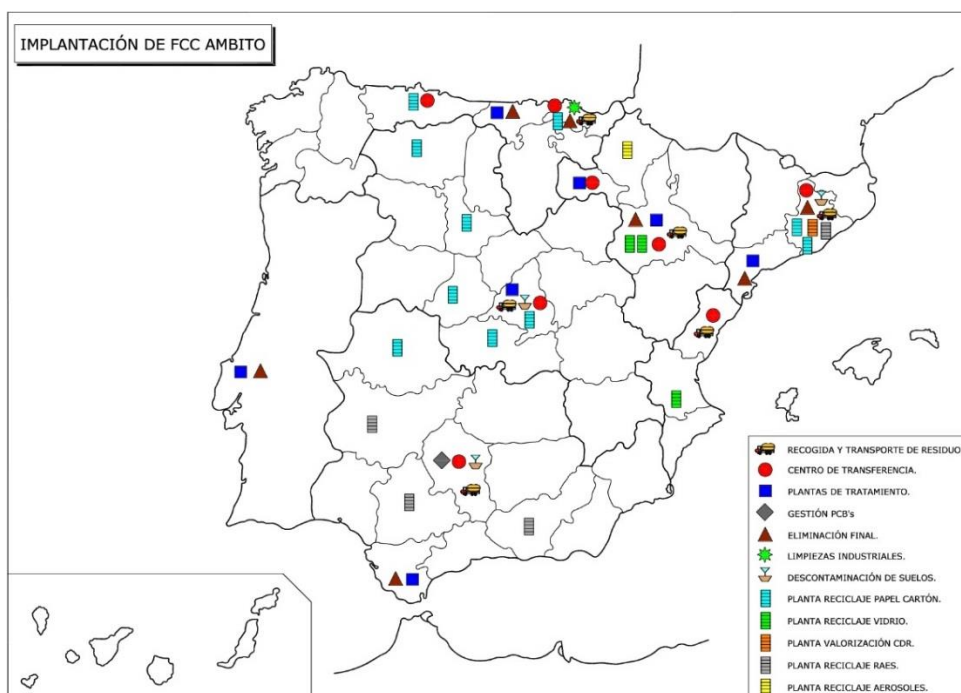 IMPLANTACIÓN DE FCC AMBITO
RECOGIDA Y TRANSPORTE DE RESIDUO
CENTRO DE TRANSFERENCIA.
PLANTAS DE TRATAMIENTO.
GESTIÓN PCB's
ELIMINACIÓN FINAL.
LIMPIEZAS INDUSTRIALES.
DESCONTAMINACIÓN DE SUELOS.
PLANTA RECICLAJE PAPEL CARTÓN.
PLANTA RECICLAJE VIDRIO.
PLANTA VALORIZACIÓN CDR.
PLANTA RECICLAJE RAES.
PLANTA RECICLAJE AEROSOLES.